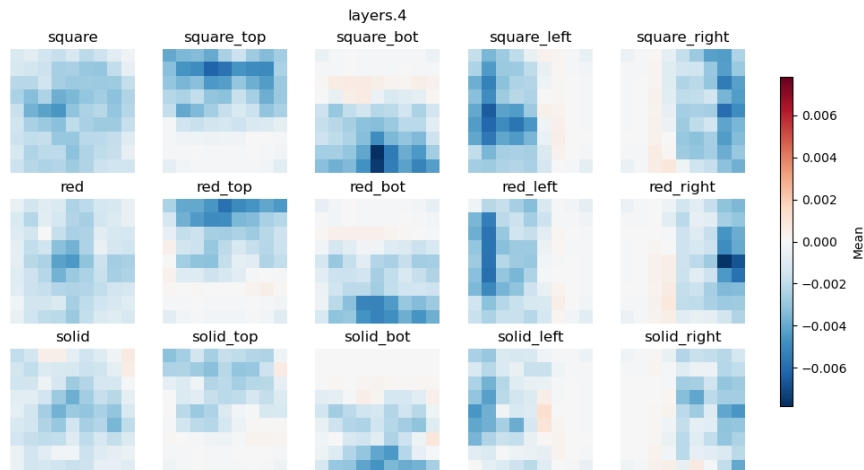 layers.4
square square_top square_bot square_left square_right
red red_top red_bot red_left red_right
solid solid_top solid_bot solid_left solid_right
0.006
0.004
0.002
0.000
−0.002
−0.004
−0.006
Mean